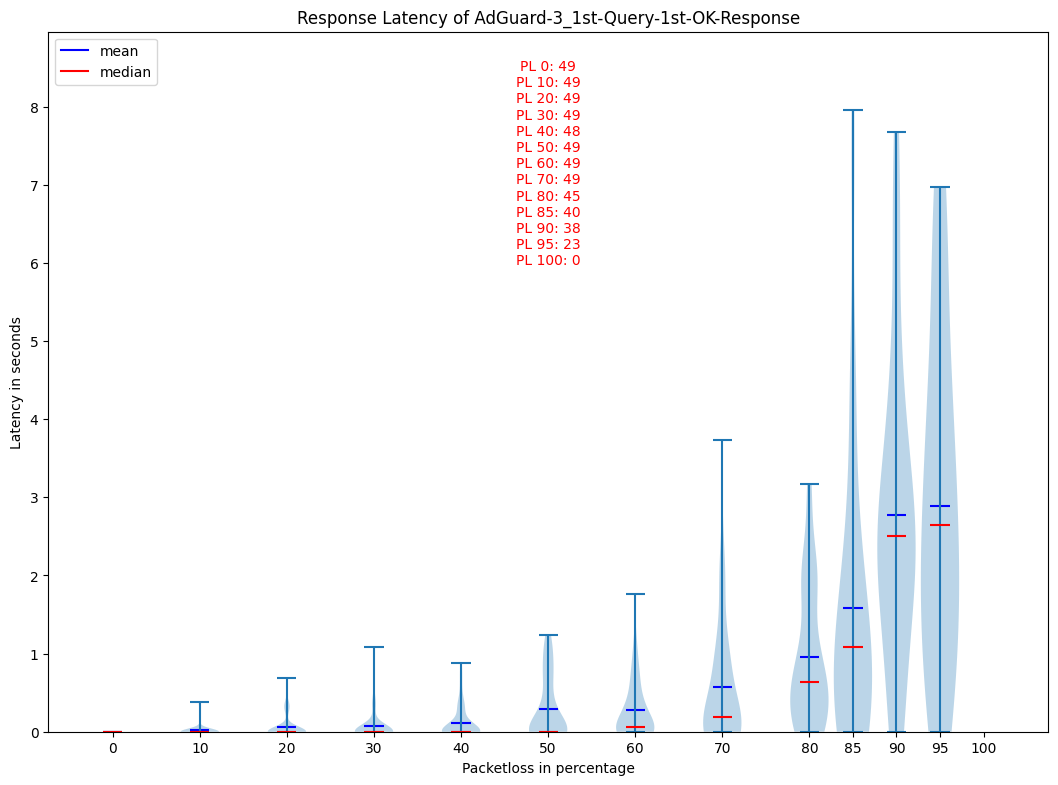 Response Latency of AdGuard-3_1st-Query-1st-OK-Response
mean
median
PL 0: 49
PL 10: 49
PL 20: 49
PL 30: 49
PL 40: 48
PL 50: 49
PL 60: 49
PL 70: 49
PL 80: 45
PL 85: 40
PL 90: 38
PL 95: 23
PL 100: 0
Latency in seconds
8
7
6
5
4
3
2
1
0
0 10 20 30 40 50 60 70 80 85 90 95 100
Packetloss in percentage